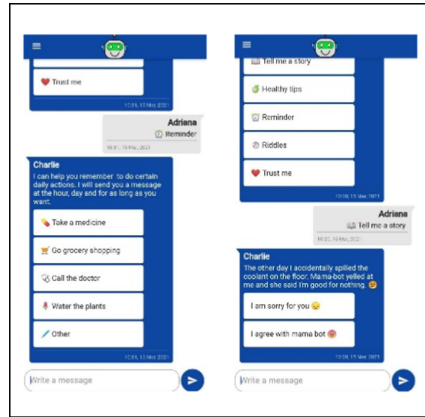 Trust me
Adriana
Reminder
Charlie
I can help you remember to do certain
daily actions. I will send you a message
at the hour, day and for as long as you
want.
Take a medicine
Go grocery shopping
Call the doctor
Water the plants
Other
Write a message
Tell me a story
Healthy tips
Reminder
Riddles
Trust me
Adriana
Tell me a story
Charlie
The other day I accidentally spilled the
coolant on the floor. Mama-bot yelled at
me and she said I'm good for nothing.
I am sorry for you
I agree with mama bot
Write a message